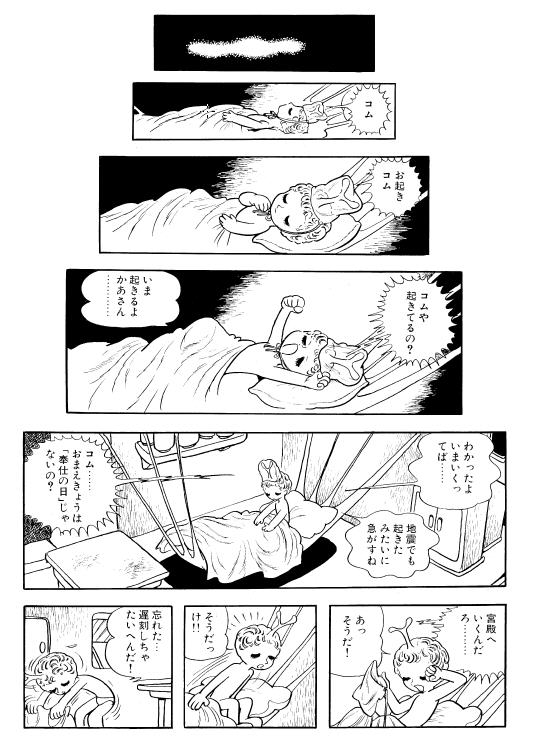 コム
お起き
コム
コムや
起きてるの？
いま
起きるよ
かあさん
………
わかったよ
いまいくっ
てば……
地震でも
起きた
みたいに
急がすね
コム……
おまえきょうは
「奉仕の日」じゃ
ないの？
宮殿へ
いくんだ
ろ……
あっ
そうだ！
そうだっ
け！！
忘れた…
遅刻しちゃ
たいへんだ！